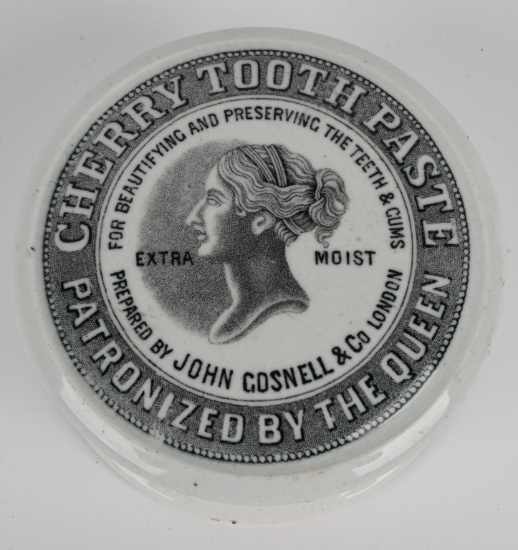 CHERRY TOOTH PASTE
PATRONIZED BY THE QUEEN
FOR BEAUTIFYING AND PRESERVING THE TEETH & GUMS
EXTRA MOIST
PREPARED BY JOHN GOSNELL & Co LONDON